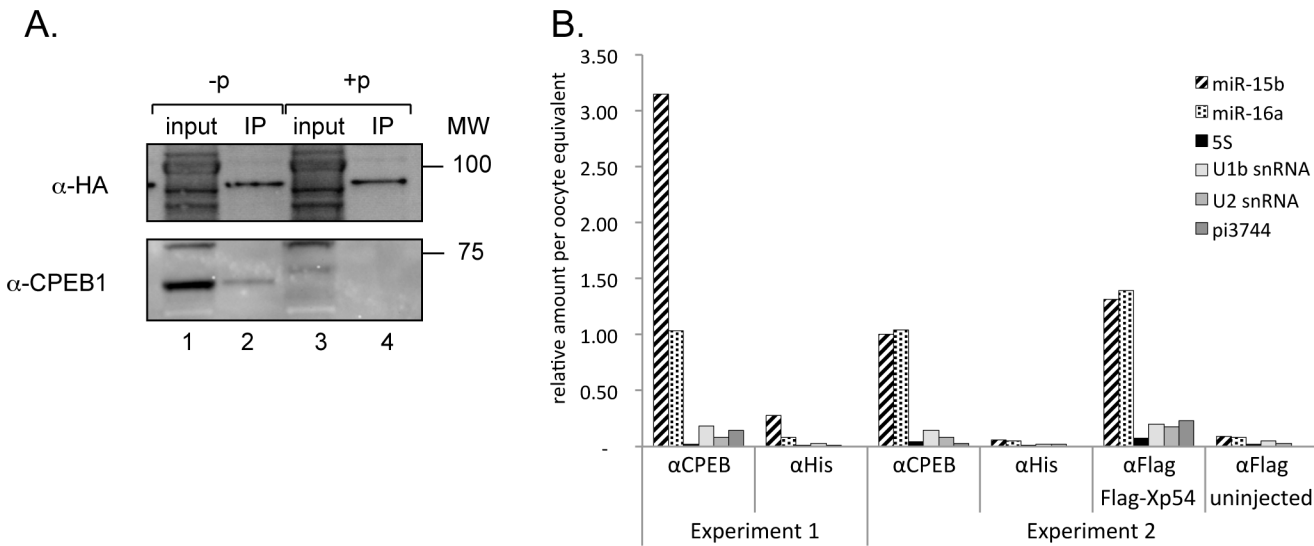 A.
-p +p
input IP input IP MW
α-HA
100
α-CPEB1
75
1 2 3 4
B.
relative amount per oocyte equivalent
3.50
3.00
2.50
2.00
1.50
1.00
0.50
-
miR-15b
miR-16a
5S
U1b snRNA
U2 snRNA
pi3744
αCPEB αHis αCPEB αHis αFlag αFlag
Flag-Xp54 uninjected
Experiment 1 Experiment 2